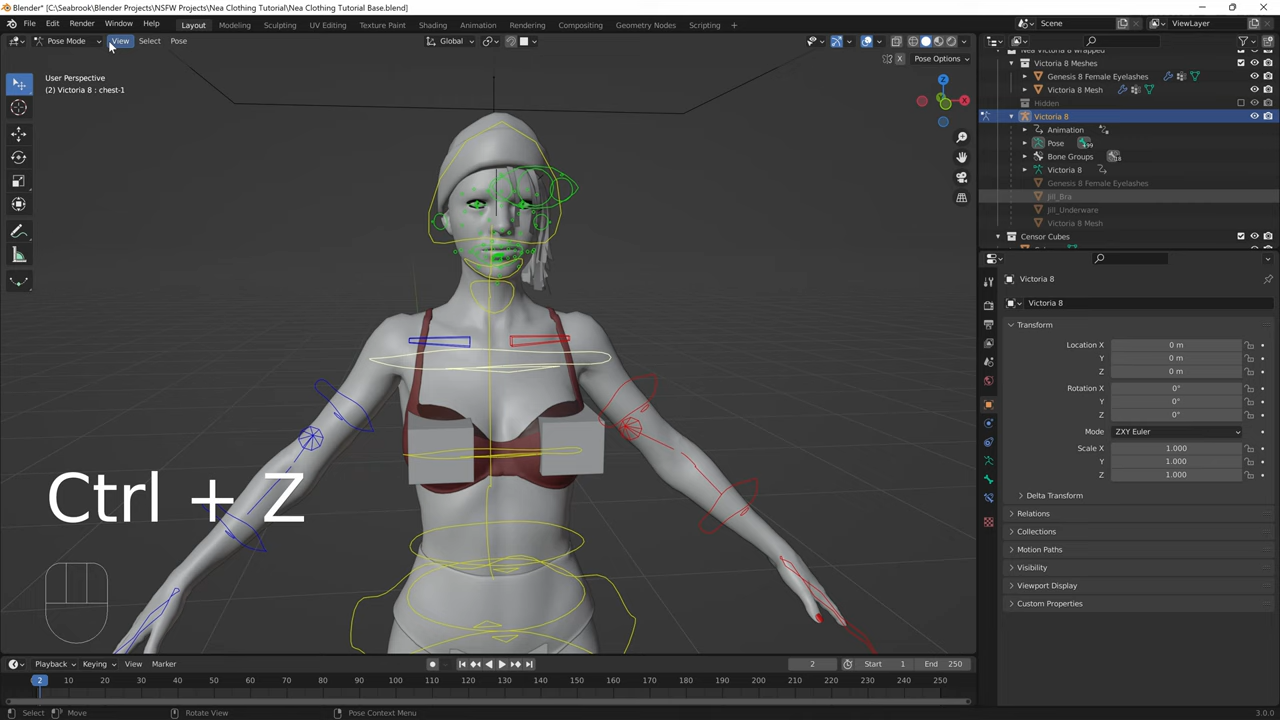 Blender* [C:\Seabrook\Blender Projects\NSFW Projects\Nea Clothing Tutorial\Nea Clothing Tutorial Base.blend]
File Edit Render Window Help Layout Modeling Sculpting UV Editing Texture Paint Shading Animation Rendering Compositing Geometry Nodes Scripting + Scene ViewLayer
Pose Mode View Select Pose Global
X Pose Options
User Perspective
(2) Victoria 8 : chest-1
Z
X
Y
Ctrl + Z
Nea Victoria 8 wrapped
Victoria 8 Meshes
Genesis 8 Female Eyelashes
Victoria 8 Mesh
Hidden
Victoria 8
Animation
Pose 199
Bone Groups 18
Victoria 8
Genesis 8 Female Eyelashes
Jill_Bra
Jill_Underware
Victoria 8 Mesh
Censor Cubes
Victoria 8
Victoria 8
Transform
Location X 0 m
Y 0 m
Z 0 m
Rotation X 0°
Y 0°
Z 0°
Mode ZXY Euler
Scale X 1.000
Y 1.000
Z 1.000
Delta Transform
Relations
Collections
Motion Paths
Visibility
Viewport Display
Custom Properties
Playback Keying View Marker 2 Start 1 End 250
2 10 20 30 40 50 60 70 80 90 100 110 120 130 140 150 160 170 180 190 200 210 220 230 240 250
Select Move Rotate View Pose Context Menu 3.0.0